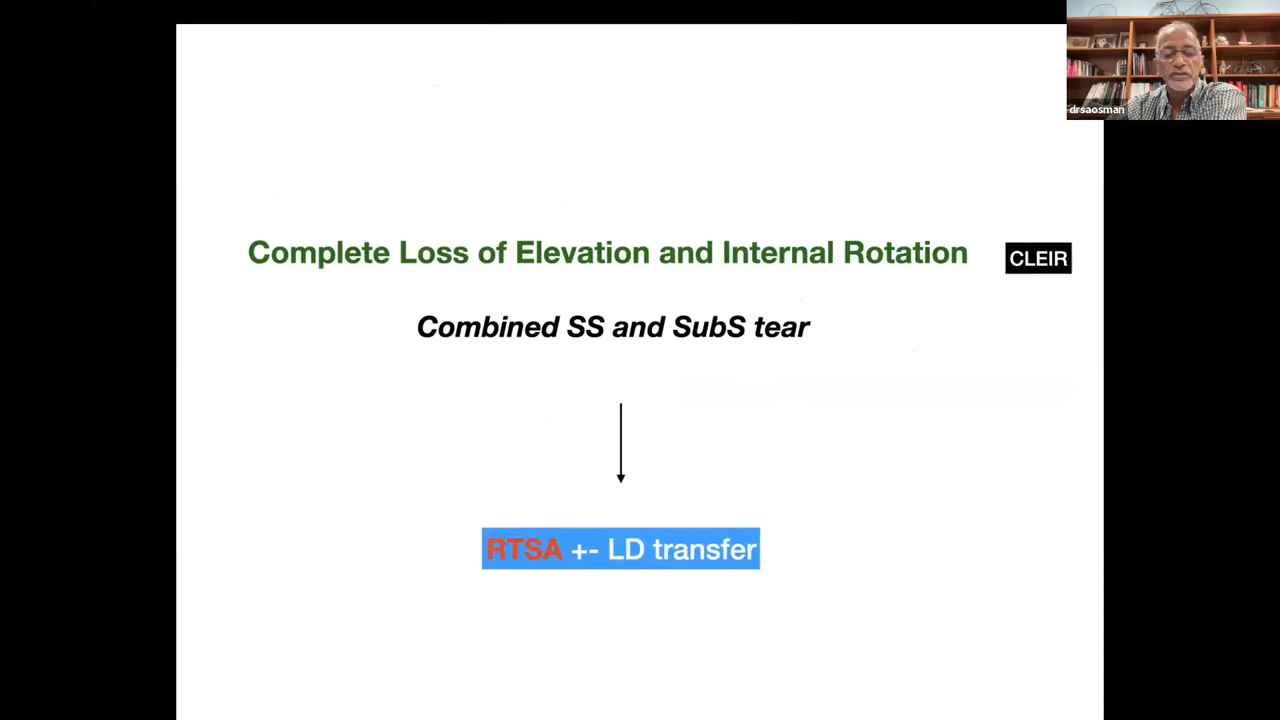 drsaosman
Complete Loss of Elevation and Internal Rotation
CLEIR
Combined SS and SubS tear
RTSA +- LD transfer